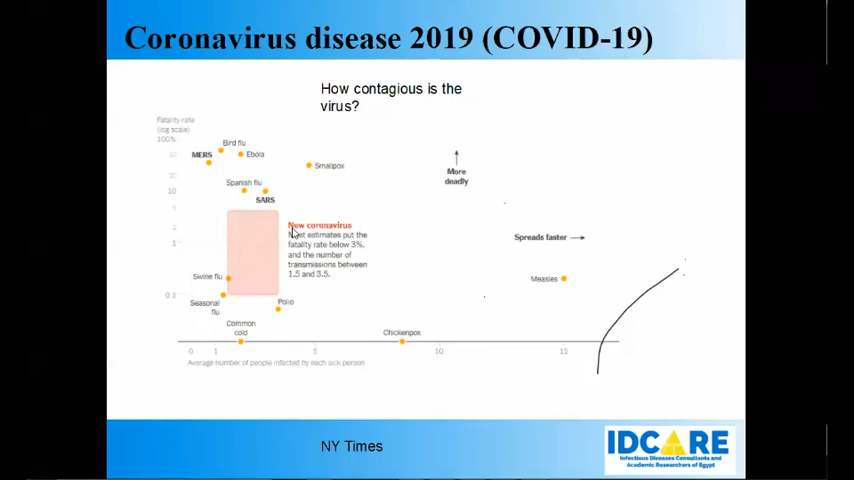 Coronavirus disease 2019 (COVID-19)
How contagious is the
virus?
Fatality rate
(log scale)
100%
Bird flu
MERS
Ebola
Smallpox
More
deadly
10
Spanish flu
SARS
New coronavirus
Most estimates put the
fatality rate below 3%,
and the number of
transmissions between
1.5 and 3.5.
Spreads faster
1
Swine flu
Measles
0.1
Seasonal
flu
Polio
Common
cold
Chickenpox
0 1 5 10 15
Average number of people infected by each sick person
NY Times
IDCARE
Infectious Diseases Consultants and
Academic Researchers of Egypt